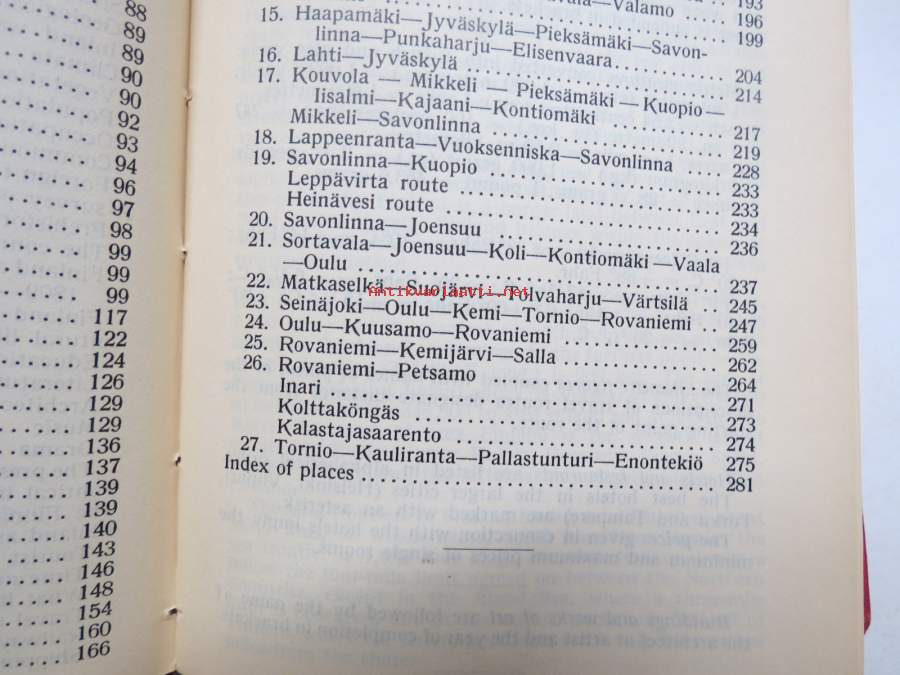 88
89
89
90
90
92
93
94
96
97
98
99
99
99
117
122
124
126
129
129
136
137
139
139
140
143
146
148
154
160
166
—Valamo 193
196
199
15. Haapamäki—Jyväskylä—Pieksämäki—Savon-
linna—Punkaharju—Elisenvaara 204
16. Lahti—Jyväskylä 214
17. Kouvola — Mikkeli — Pieksämäki — Kuopio—
Iisalmi—Kajaani—Kontiomäki 217
Mikkeli—Savonlinna 219
18. Lappeenranta—Vuoksenniska—Savonlinna 228
19. Savonlinna—Kuopio 233
Leppävirta route 233
Heinävesi route 234
20. Savonlinna—Joensuu 236
21. Sortavala—Joensuu—Koli—Kontiomäki—Vaala
—Oulu 237
22. Matkaselkä—Suojärvi—Tolvaharju—Värtsilä 245
23. Seinäjoki—Oulu—Kemi—Tornio—Rovaniemi 247
24. Oulu—Kuusamo—Rovaniemi 259
25. Rovaniemi—Kemijärvi—Salla 262
26. Rovaniemi—Petsamo 264
Inari 271
Kolttaköngäs 273
Kalastajasaarento 274
27. Tornio—Kauliranta—Pallastunturi—Enontekiö 275
Index of places 281
antikvariaatti.net